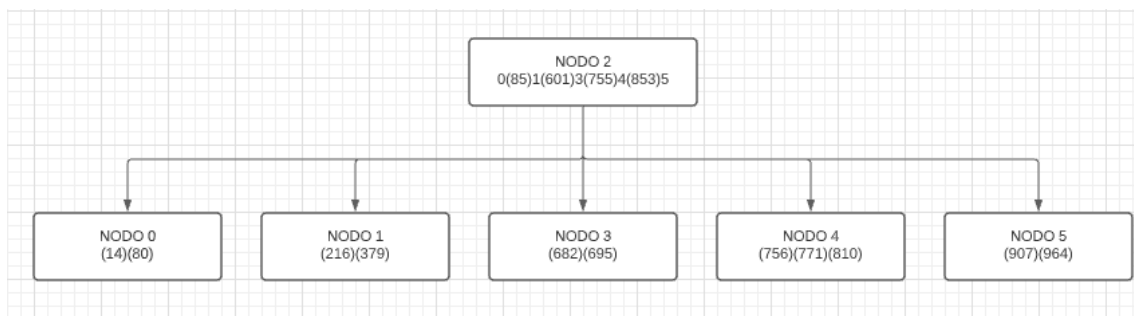 NODO 2
0(85)1(601)3(755)4(853)5
NODO 0
(14)(80)
NODO 1
(216)(379)
NODO 3
(682)(695)
NODO 4
(756)(771)(810)
NODO 5
(907)(964)